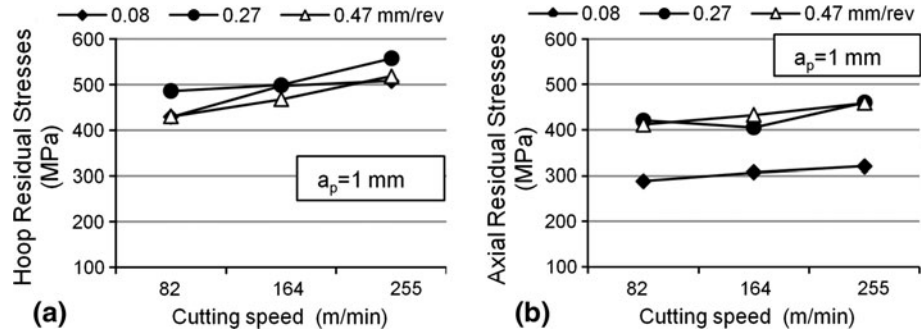 0.08 0.27 0.47 mm/rev
Hoop Residual Stresses
(MPa)
600
500
400
300
200
100
aₚ=1 mm
82 164 255
(a) Cutting speed (m/min)
0.08 0.27 0.47 mm/rev
Axial Residual Stresses
(MPa)
600
500
400
300
200
100
aₚ=1 mm
82 164 255
(b) Cutting speed (m/min)